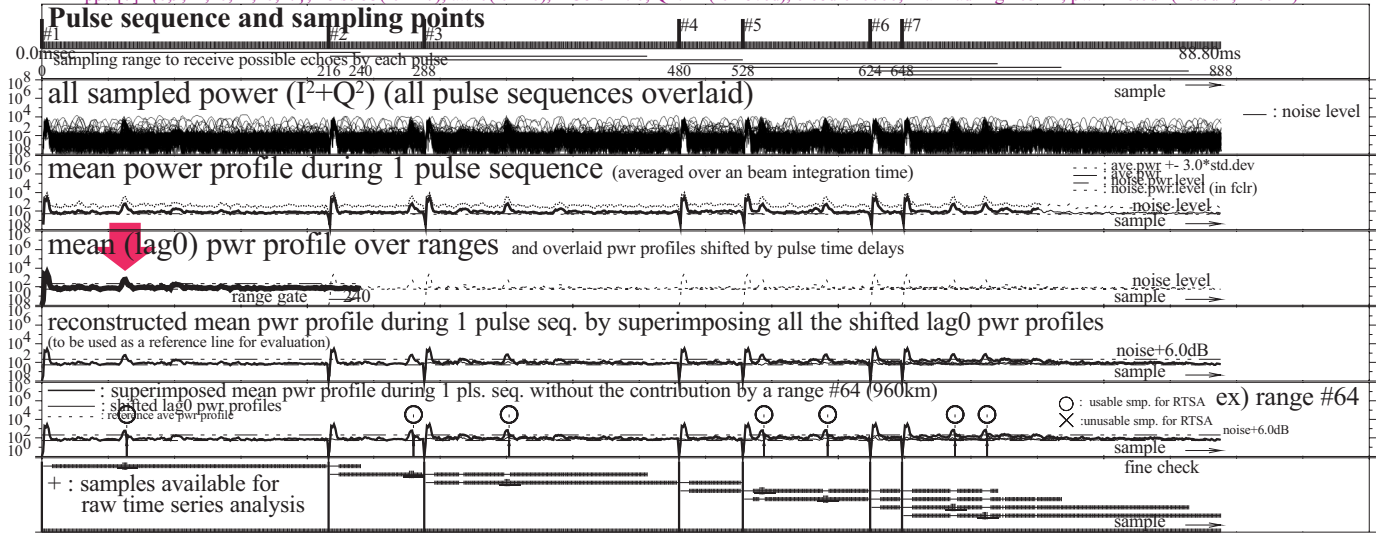 Pulse sequence and sampling points
#1 #2 #3 #4 #5 #6 #7
0.0msec 88.80ms
sampling range to receive possible echoes by each pulse
0 216 240 288 480 528 624 648 888
sample
all sampled power (I²+Q²) (all pulse sequences overlaid)
: noise level
mean power profile during 1 pulse sequence (averaged over an beam integration time)
: ave pwr +- 3.0*std.dev
: ave.pwr
: noise.pwr.level
: noise.pwr.level (in fclr)
noise level
sample
mean (lag0) pwr profile over ranges and overlaid pwr profiles shifted by pulse time delays
noise level
range gate 240
sample
reconstructed mean pwr profile during 1 pulse seq. by superimposing all the shifted lag0 pwr profiles
(to be used as a reference line for evaluation)
noise+6.0dB
sample
: superimposed mean pwr profile during 1 pls. seq. without the contribution by a range #64 (960km)
: shifted lag0 pwr profiles
: reference ave pwr profile
: usable smp. for RTSA
:unusable smp. for RTSA
ex) range #64
noise+6.0dB
sample
fine check
+ : samples available for
raw time series analysis
sample